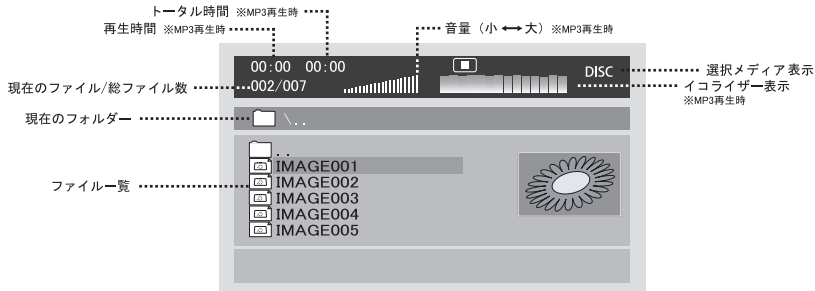 トータル時間 ※MP3再生時
再生時間 ※MP3再生時
音量（小 ⟷ 大）※MP3再生時
00:00 00:00
DISC
選択メディア表示
現在のファイル/総ファイル数
002/007
イコライザー表示
※MP3再生時
現在のフォルダー
\..
..
IMAGE001
ファイル一覧
IMAGE002
IMAGE003
IMAGE004
IMAGE005